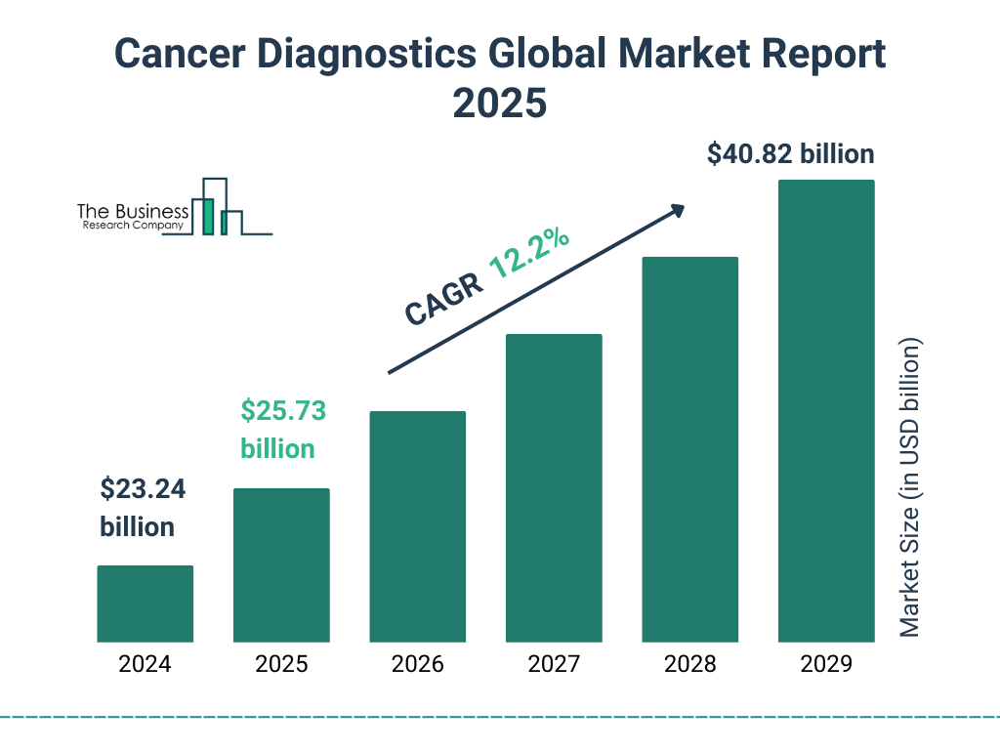 Cancer Diagnostics Global Market Report
2025
The Business
Research Company
$40.82 billion
CAGR 12.2%
$25.73
billion
$23.24
billion
Market Size (in USD billion)
2024 2025 2026 2027 2028 2029